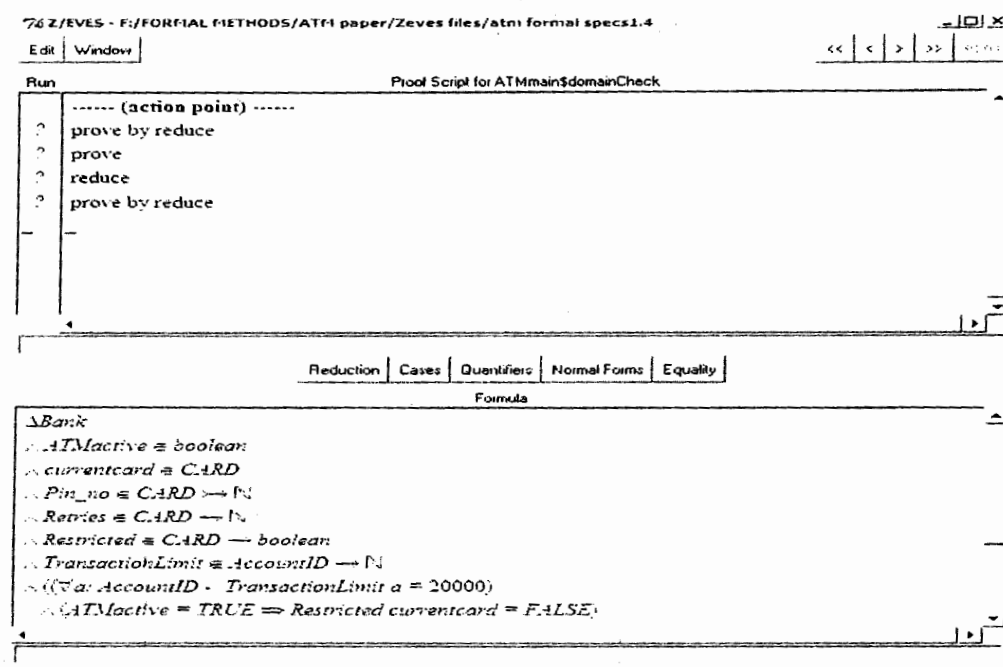 76 Z/EVES - F:/FORMAL METHODS/ATM paper/Zeves files/atm formal specs1.4
Edit Window << < > >>
Run Proof Script for ATMmain$domainCheck
------ (action point) ------
? prove by reduce
? prove
? reduce
? prove by reduce
Reduction Cases Quantifiers Normal Forms Equality
Formula
ΔBank
∧ ATMactive ∈ boolean
∧ currentcard ∈ CARD
∧ Pin_no ∈ CARD ↣ ℕ
∧ Retries ∈ CARD → ℕ
∧ Restricted ∈ CARD → boolean
∧ TransactionLimit ∈ AccountID → ℕ
∧ ((∀a: AccountID • TransactionLimit a = 20000)
∧ (ATMactive = TRUE ⇒ Restricted currentcard = FALSE)